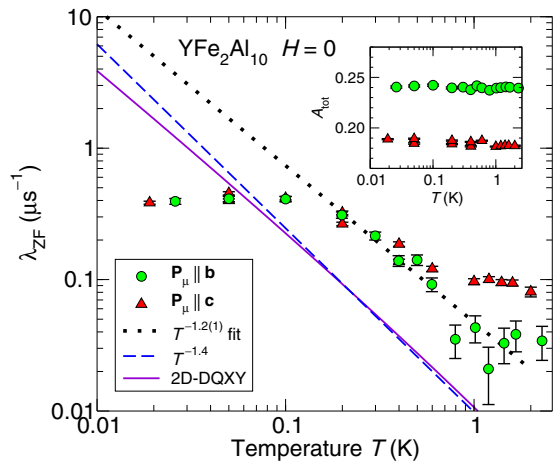 YFe₂Al₁₀ H = 0
10
1
0.1
0.01
λZF (μs⁻¹)
0.01
0.1
1
Temperature T (K)
Pμ || b
Pμ || c
T⁻¹·²⁽¹⁾ fit
T⁻¹·⁴
2D-DQXY
0.25
0.20
Atot
0.01
0.1
1
T (K)